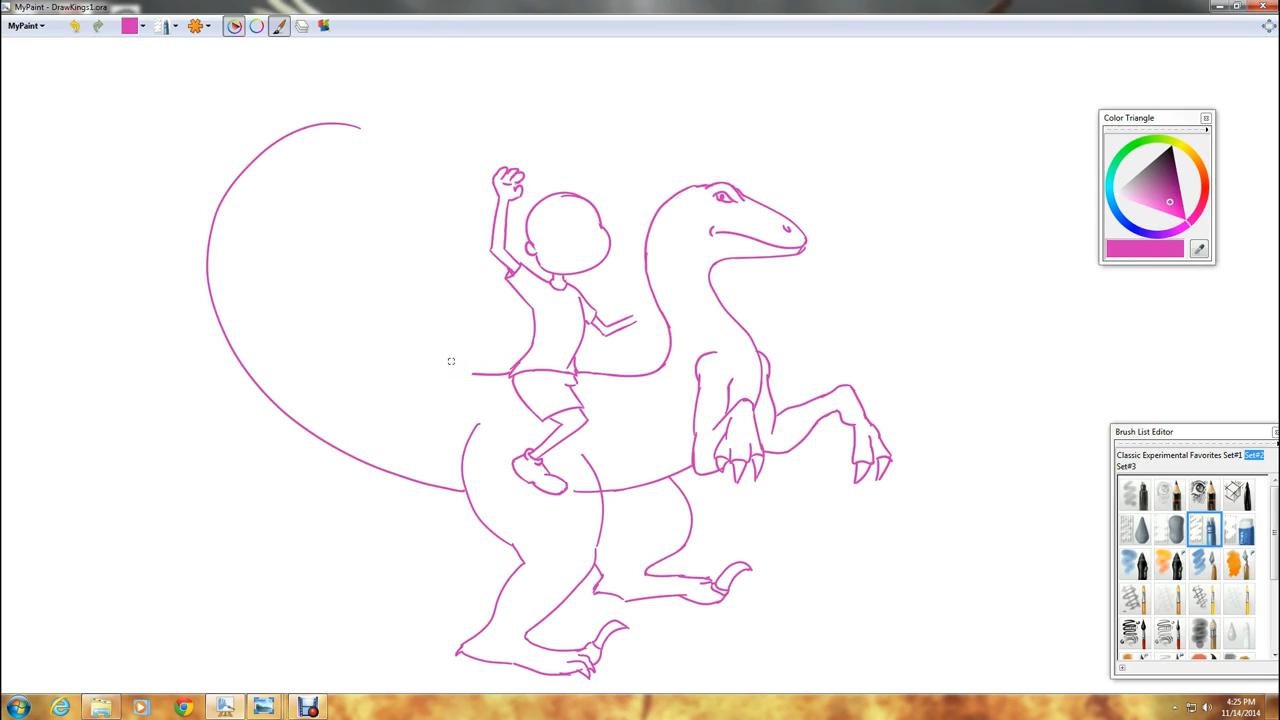 MyPaint - DrawKings1.ora
MyPaint
Color Triangle
Brush List Editor
Classic Experimental Favorites Set#1 Set#2
Set#3
4:25 PM
11/14/2014